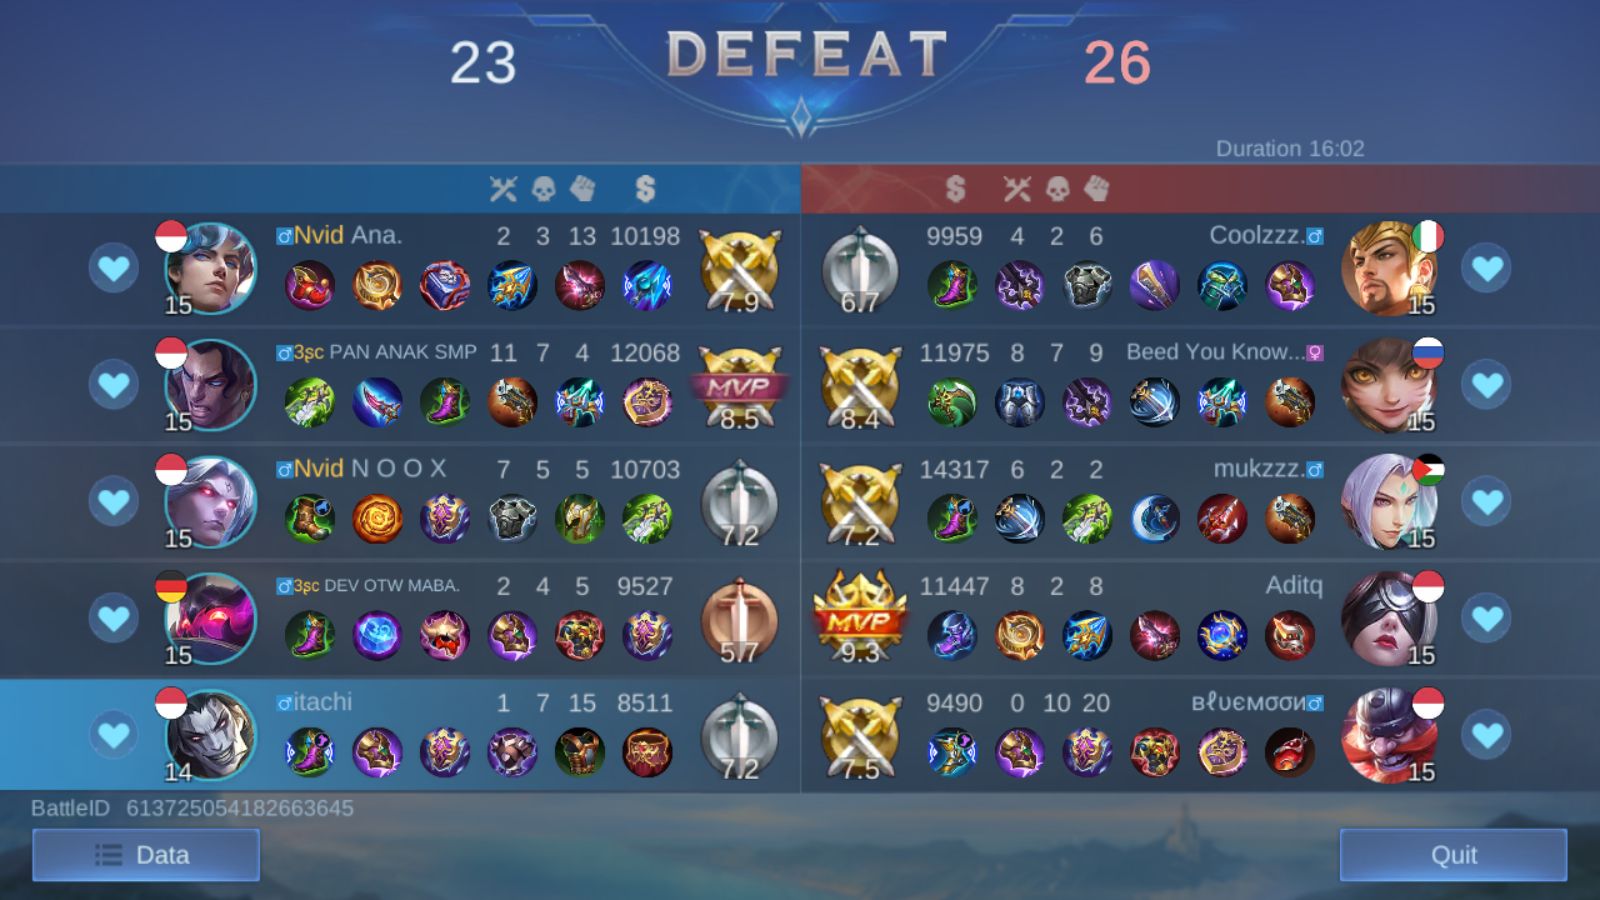 23 DEFEAT 26
Duration 16:02
Nvid Ana. 2 3 13 10198 7.9
15
3şc PAN ANAK SMP 11 7 4 12068 MVP 8.5
15
Nvid N O O X 7 5 5 10703 7.2
15
3şc DEV OTW MABA. 2 4 5 9527 5.7
15
itachi 1 7 15 8511 7.2
14
6.7 9959 4 2 6 Coolzzz.
15
8.4 11975 8 7 9 Beed You Know...
15
7.2 14317 6 2 2 mukzzz.
15
MVP 9.3 11447 8 2 8 Aditq
15
7.5 9490 0 10 20 вℓυємσσи
15
BattleID 613725054182663645
Data
Quit